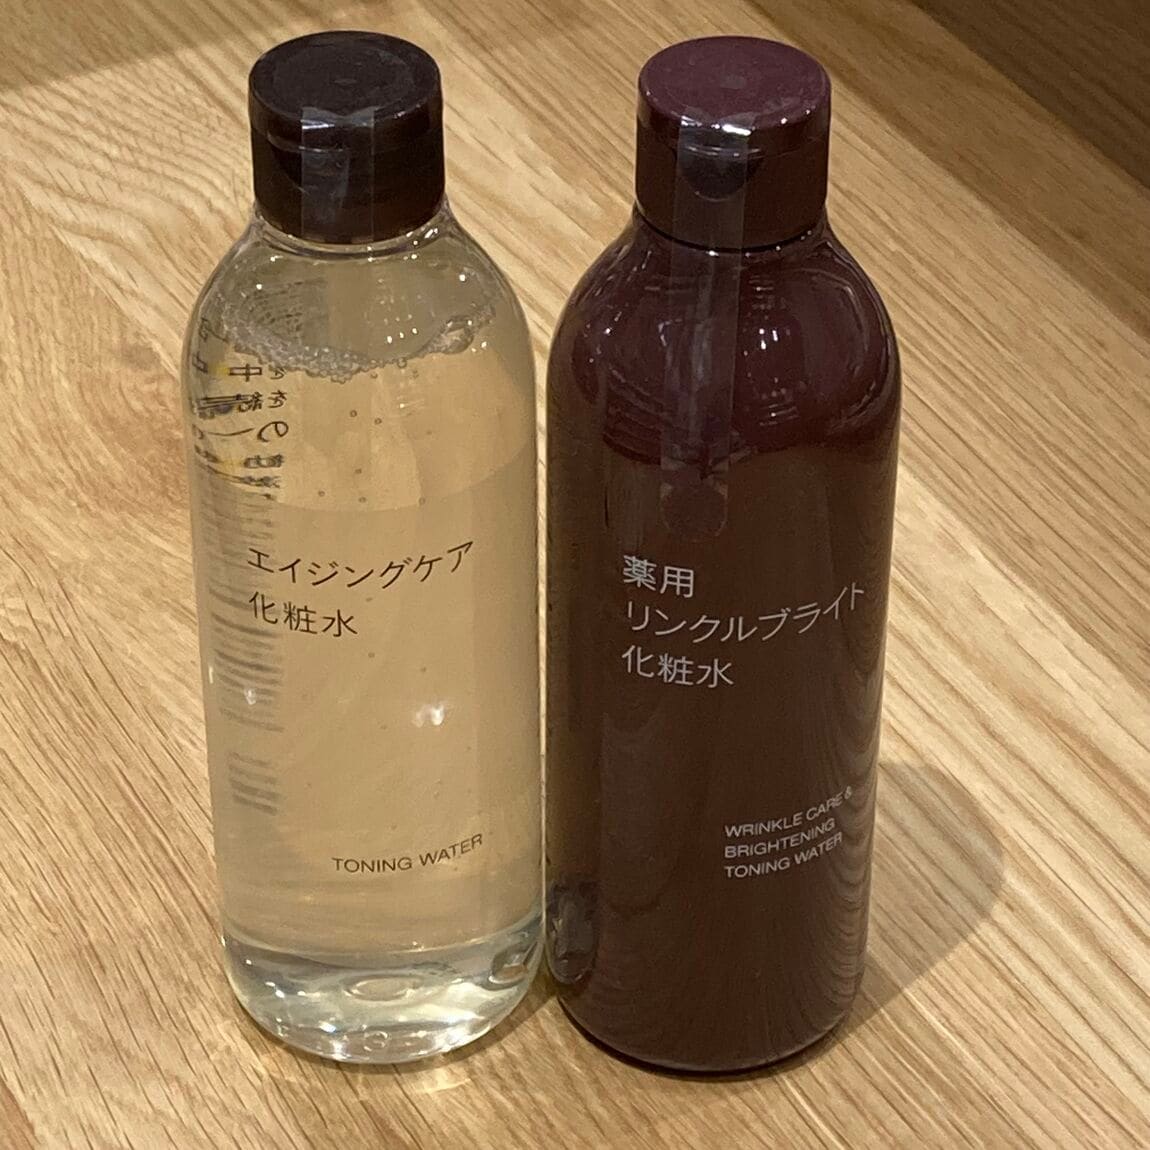 エイジングケア
化粧水
TONING WATER
薬用
リンクルブライト
化粧水
WRINKLE CARE &
BRIGHTENING
TONING WATER